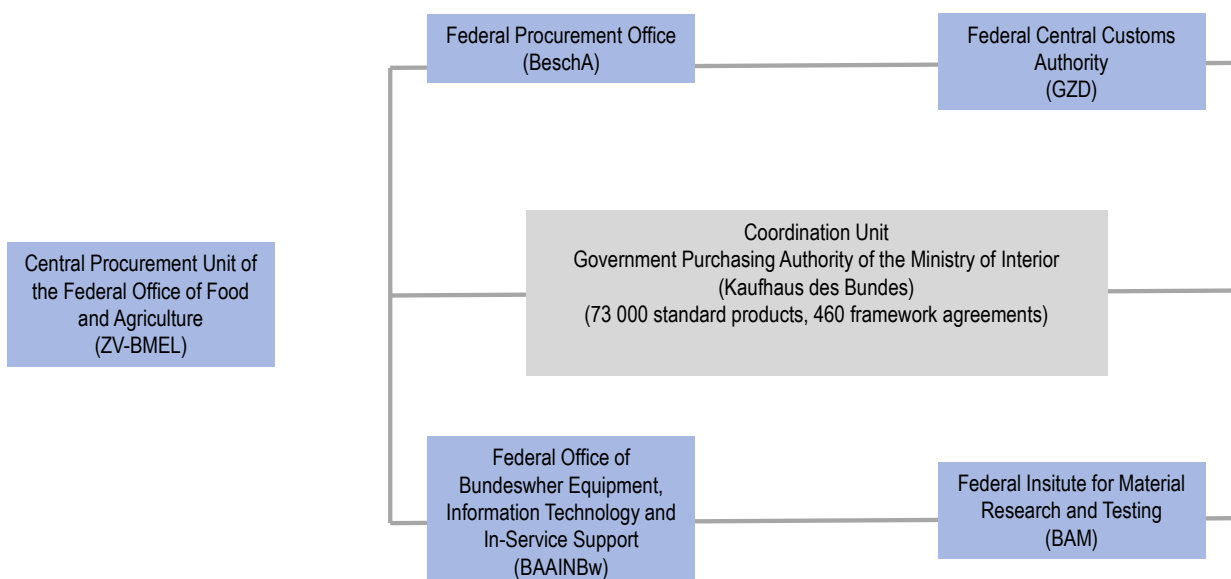 Federal Procurement Office
(BeschA)
Federal Central Customs
Authority
(GZD)
Central Procurement Unit of
the Federal Office of Food
and Agriculture
(ZV-BMEL)
Coordination Unit
Government Purchasing Authority of the Ministry of Interior
(Kaufhaus des Bundes)
(73 000 standard products, 460 framework agreements)
Federal Office of
Bundeswher Equipment,
Information Technology and
In-Service Support
(BAAINBw)
Federal Insitute for Material
Research and Testing
(BAM)